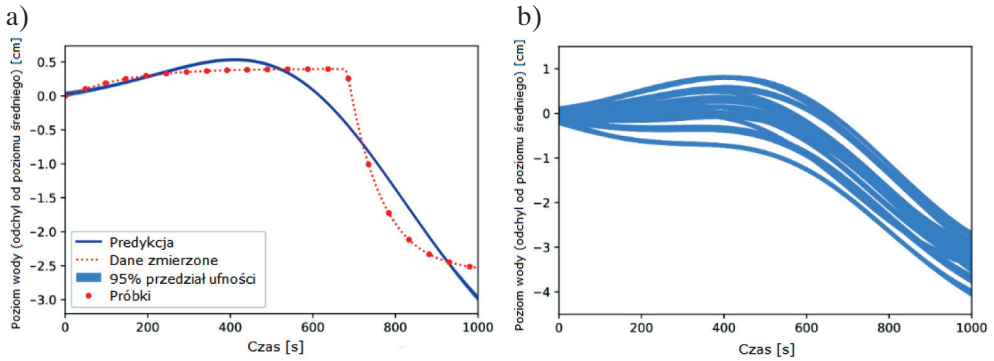 a)
Poziom wody (odchyl od poziomu średniego) [cm]
0.5
0.0
−0.5
−1.0
−1.5
−2.0
−2.5
−3.0
Predykcja
Dane zmierzone
95% przedział ufności
Próbki
0 200 400 600 800 1000
Czas [s]
b)
Poziom wody (odchyl od poziomu średniego) [cm]
1
0
−1
−2
−3
−4
0 200 400 600 800 1000
Czas [s]